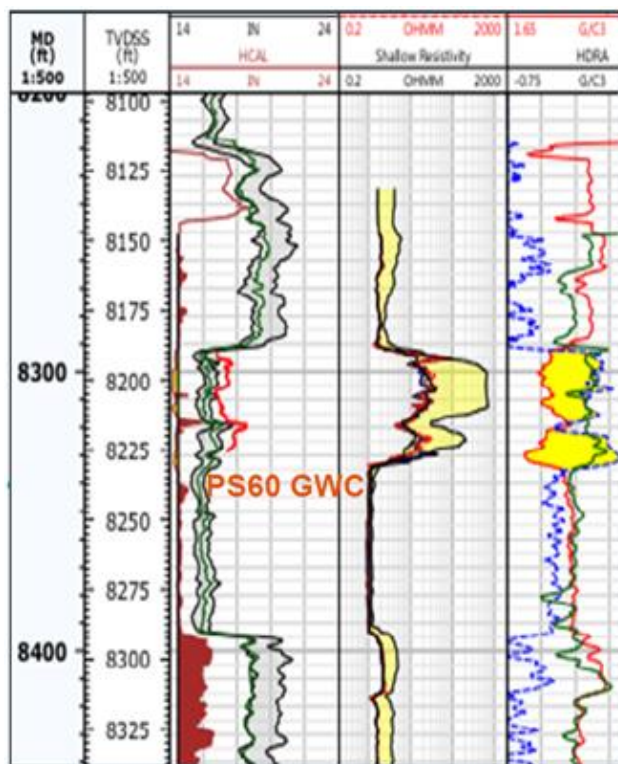 MD
(ft)
1:500
TVDSS
(ft)
1:500
14 IN 24
HCAL
14 IN 24
0.2 OHMM 2000
Shallow Resistivity
0.2 OHMM 2000
1.65 G/C3
HDRA
-0.75 G/C3
8200
8100
8125
8150
8175
8300
8200
8225
PS60 GWC
8250
8275
8400
8300
8325